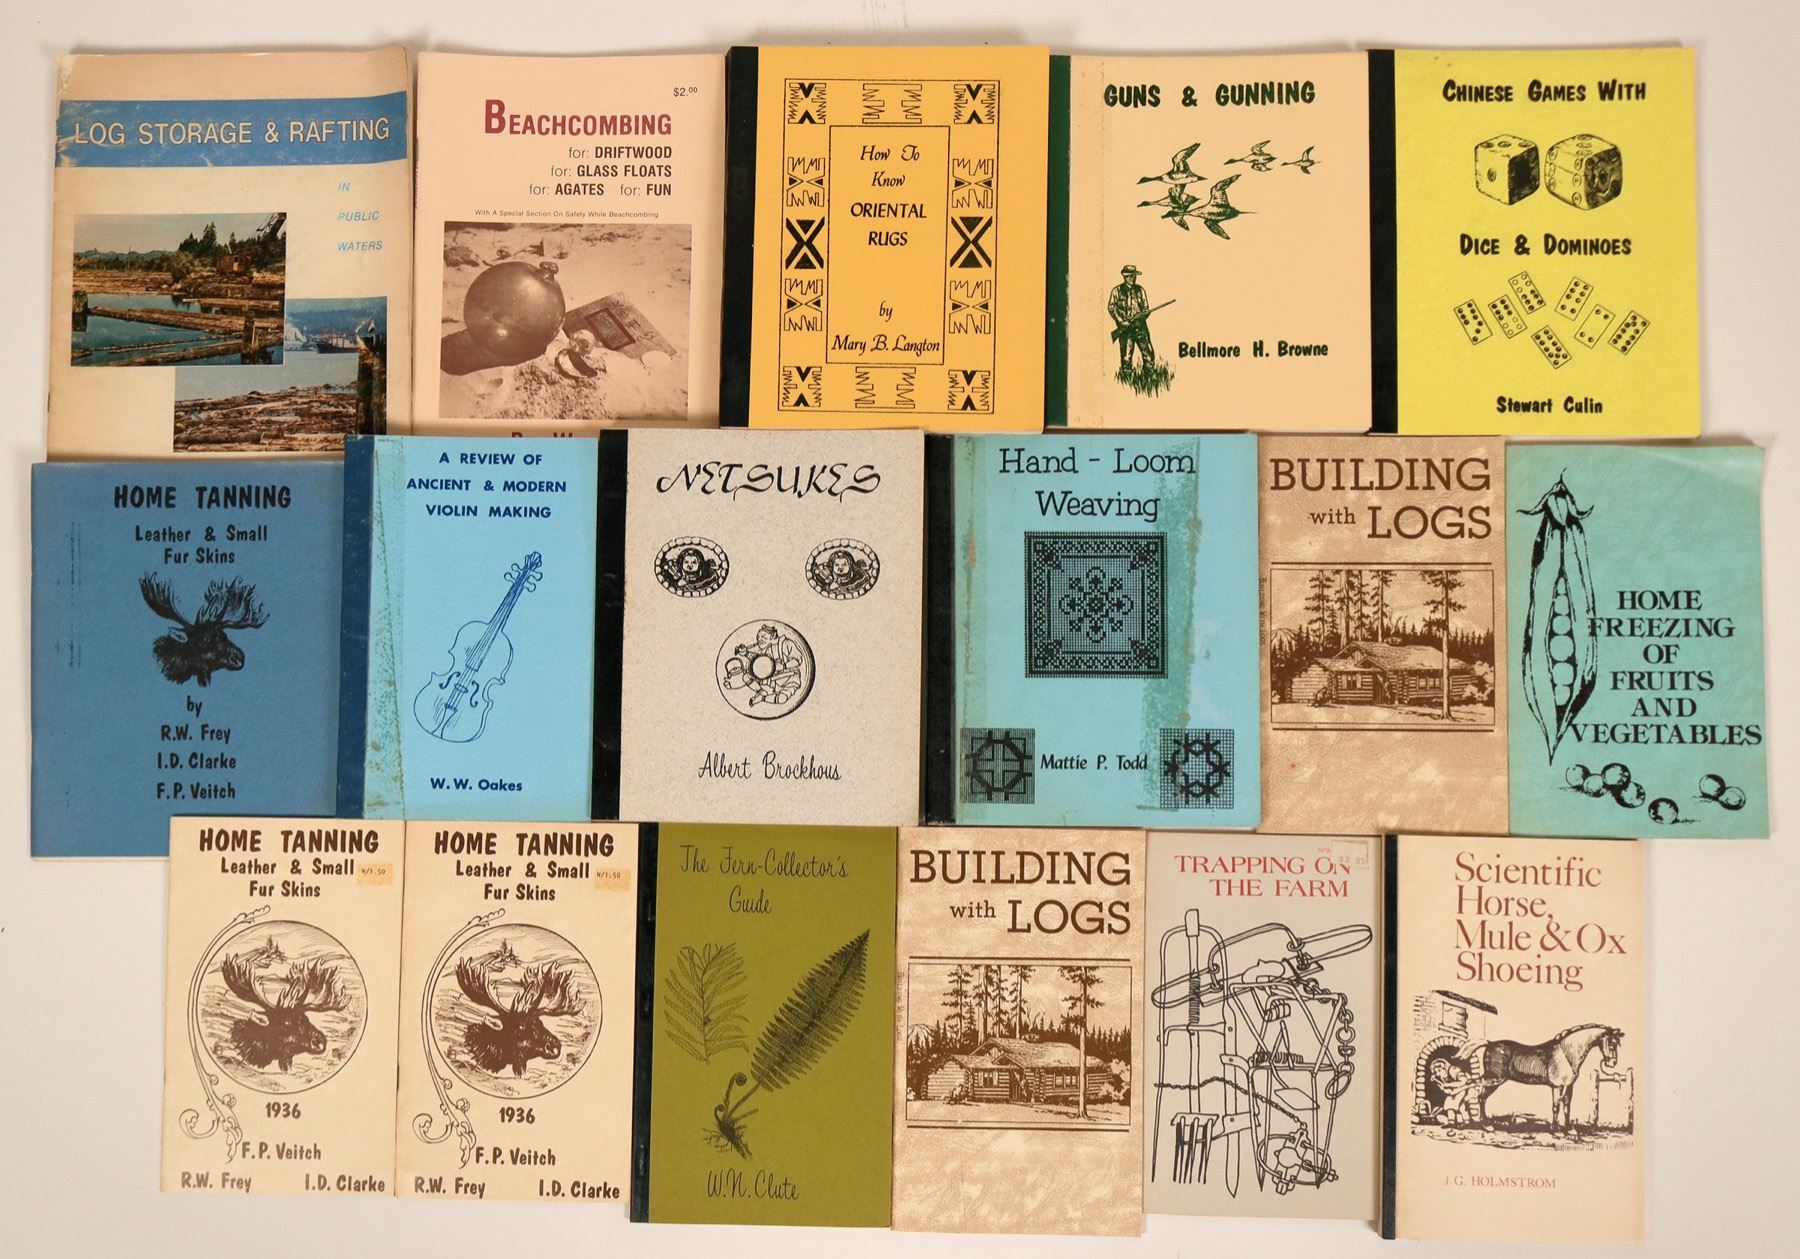 LOG STORAGE & RAFTING
IN
PUBLIC
WATERS
$2.00
BEACHCOMBING
for: DRIFTWOOD
for: GLASS FLOATS
for: AGATES for: FUN
With A Special Section On Safety While Beachcombing
How To
Know
ORIENTAL
RUGS
by
Mary B. Langton
GUNS & GUNNING
Bellmore H. Browne
CHINESE GAMES WITH
DICE & DOMINOES
Stewart Culin
HOME TANNING
Leather & Small
Fur Skins
by
R.W. Frey
I.D. Clarke
F.P. Veitch
A REVIEW OF
ANCIENT & MODERN
VIOLIN MAKING
W.W. Oakes
NETSUKES
Albert Brockhous
Hand - Loom
Weaving
Mattie P. Todd
BUILDING
with LOGS
HOME
FREEZING
OF
FRUITS
AND
VEGETABLES
HOME TANNING
Leather & Small
N/1.50
Fur Skins
1936
F.P. Veitch
R.W. Frey I.D. Clarke
HOME TANNING
Leather & Small
N/1.50
Fur Skins
1936
F.P. Veitch
R.W. Frey I.D. Clarke
The Fern-Collector's
Guide
W.N. Clute
BUILDING
with LOGS
TRAPPING ON
THE FARM
Scientific
Horse,
Mule & Ox
Shoeing
J.G. HOLMSTROM